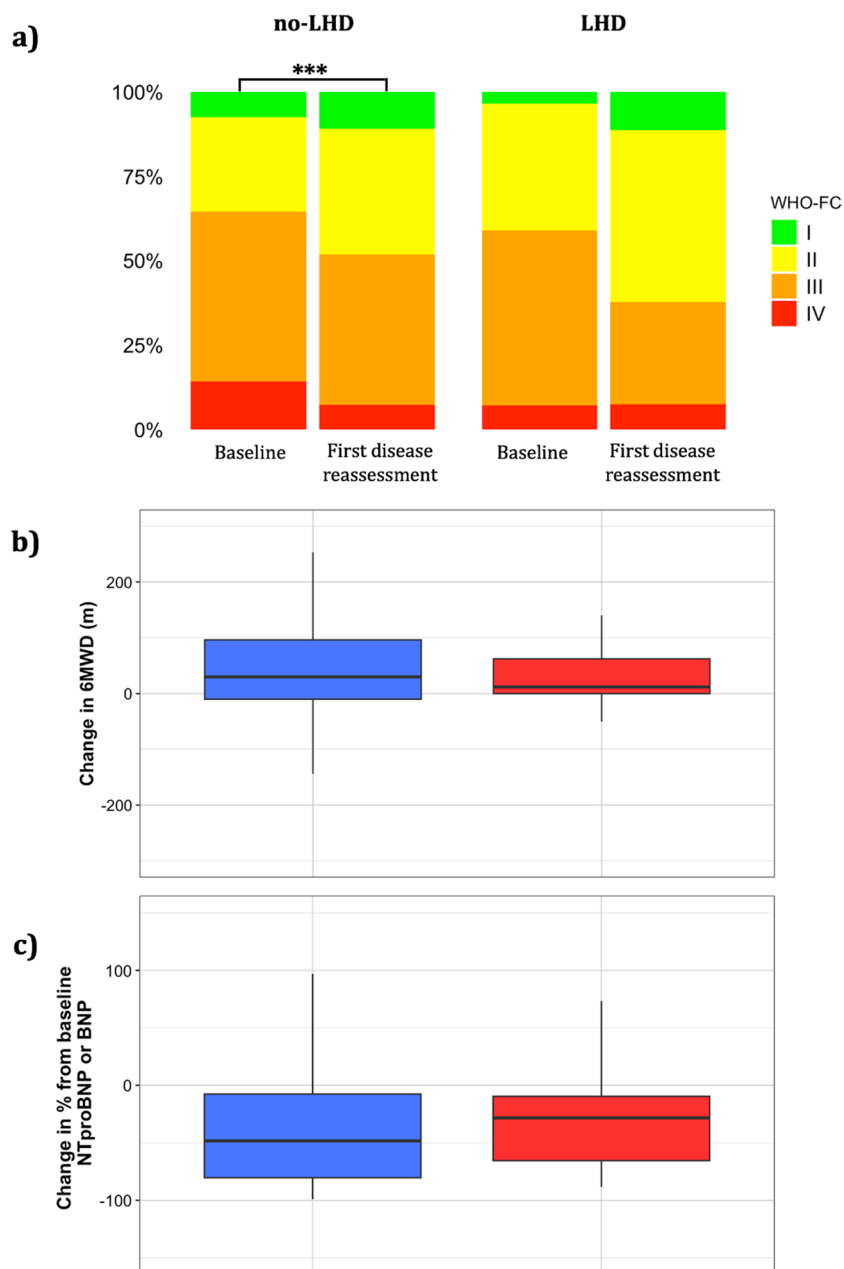 a)
no-LHD
LHD
***
100%
75%
50%
25%
0%
Baseline
First disease
reassessment
Baseline
First disease
reassessment
WHO-FC
I
II
III
IV
b)
Change in 6MWD (m)
200
0
-200
c)
Change in % from baseline
NTproBNP or BNP
100
0
-100